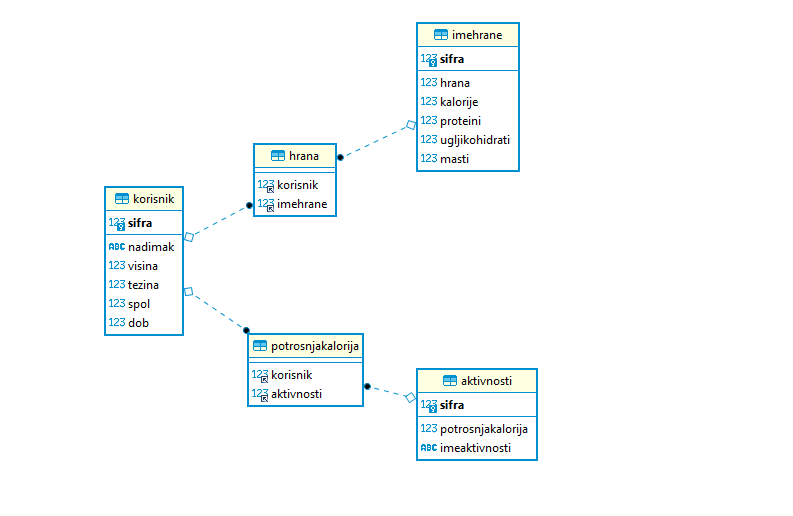 imehrane
123 sifra
123 hrana
123 kalorije
123 proteini
123 ugljikohidrati
123 masti
hrana
123 korisnik
123 imehrane
korisnik
123 sifra
ABC nadimak
123 visina
123 tezina
123 spol
123 dob
potrosnjakalorija
123 korisnik
123 aktivnosti
aktivnosti
123 sifra
123 potrosnjakalorija
ABC imeaktivnosti